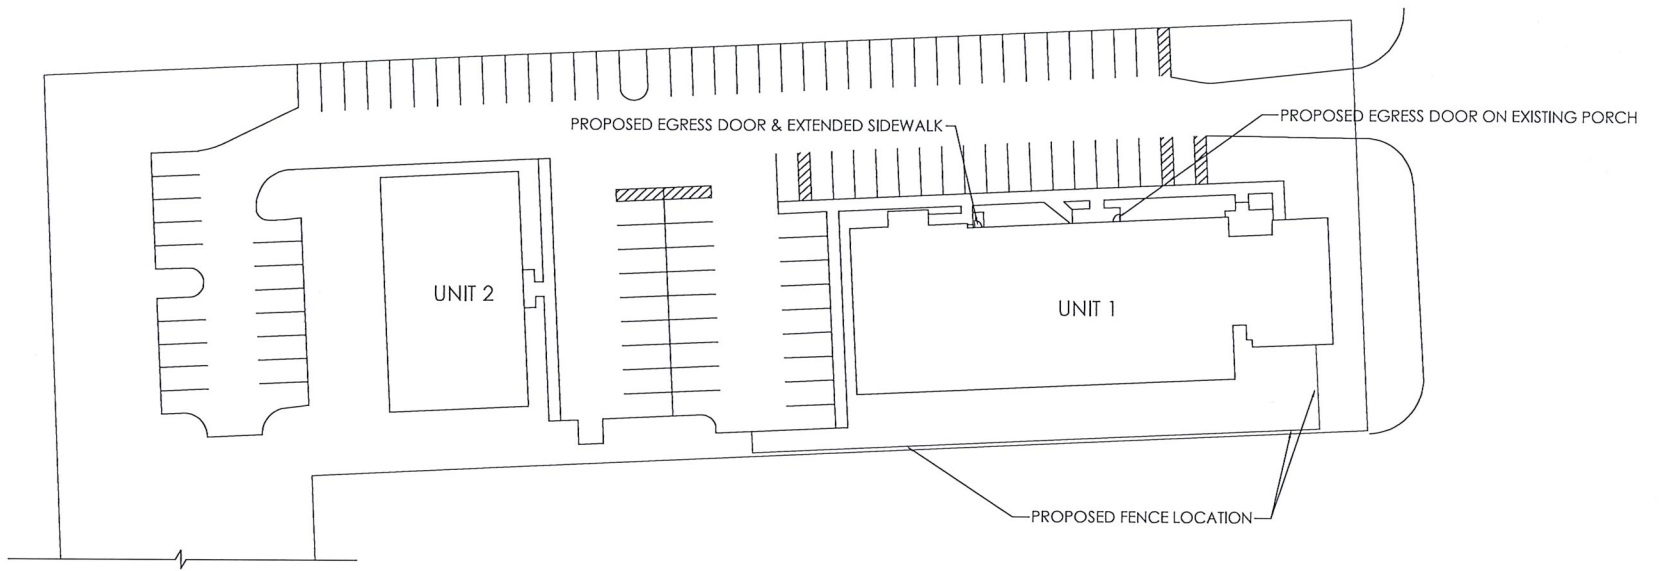 PROPOSED EGRESS DOOR ON EXISTING PORCH
PROPOSED EGRESS DOOR & EXTENDED SIDEWALK
UNIT 2
UNIT 1
PROPOSED FENCE LOCATION